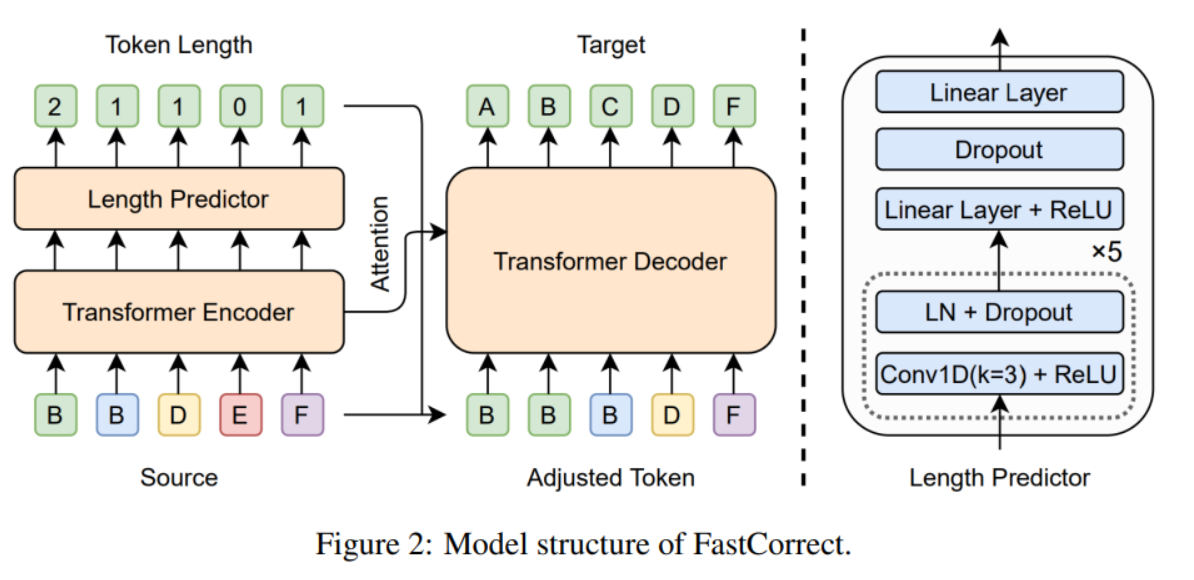 Token Length
2 1 1 0 1
Length Predictor
Transformer Encoder
B B D E F
Source
Attention
Target
A B C D F
Transformer Decoder
B B B D F
Adjusted Token
Linear Layer
Dropout
Linear Layer + ReLU
×5
LN + Dropout
Conv1D(k=3) + ReLU
Length Predictor
Figure 2: Model structure of FastCorrect.